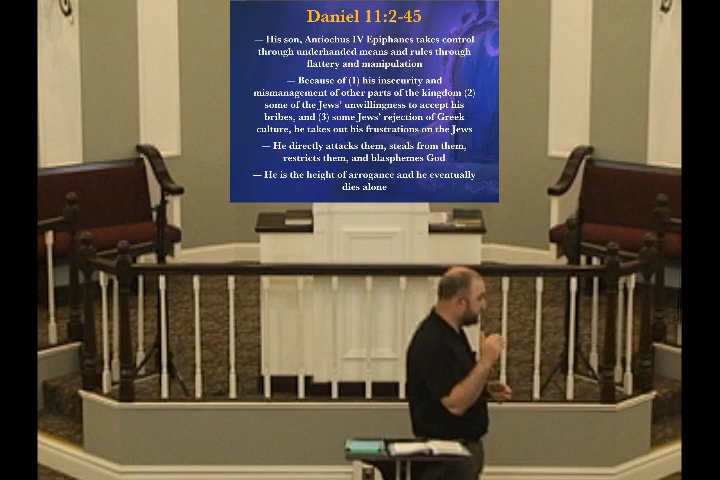 Daniel 11:2-45
— His son, Antiochus IV Epiphanes takes control
through underhanded means and rules through
flattery and manipulation
— Because of (1) his insecurity and
mismanagement of other parts of the kingdom (2)
some of the Jews' unwillingness to accept his
bribes, and (3) some Jews' rejection of Greek
culture, he takes out his frustrations on the Jews
— He directly attacks them, steals from them,
restricts them, and blasphemes God
— He is the height of arrogance and he eventually
dies alone